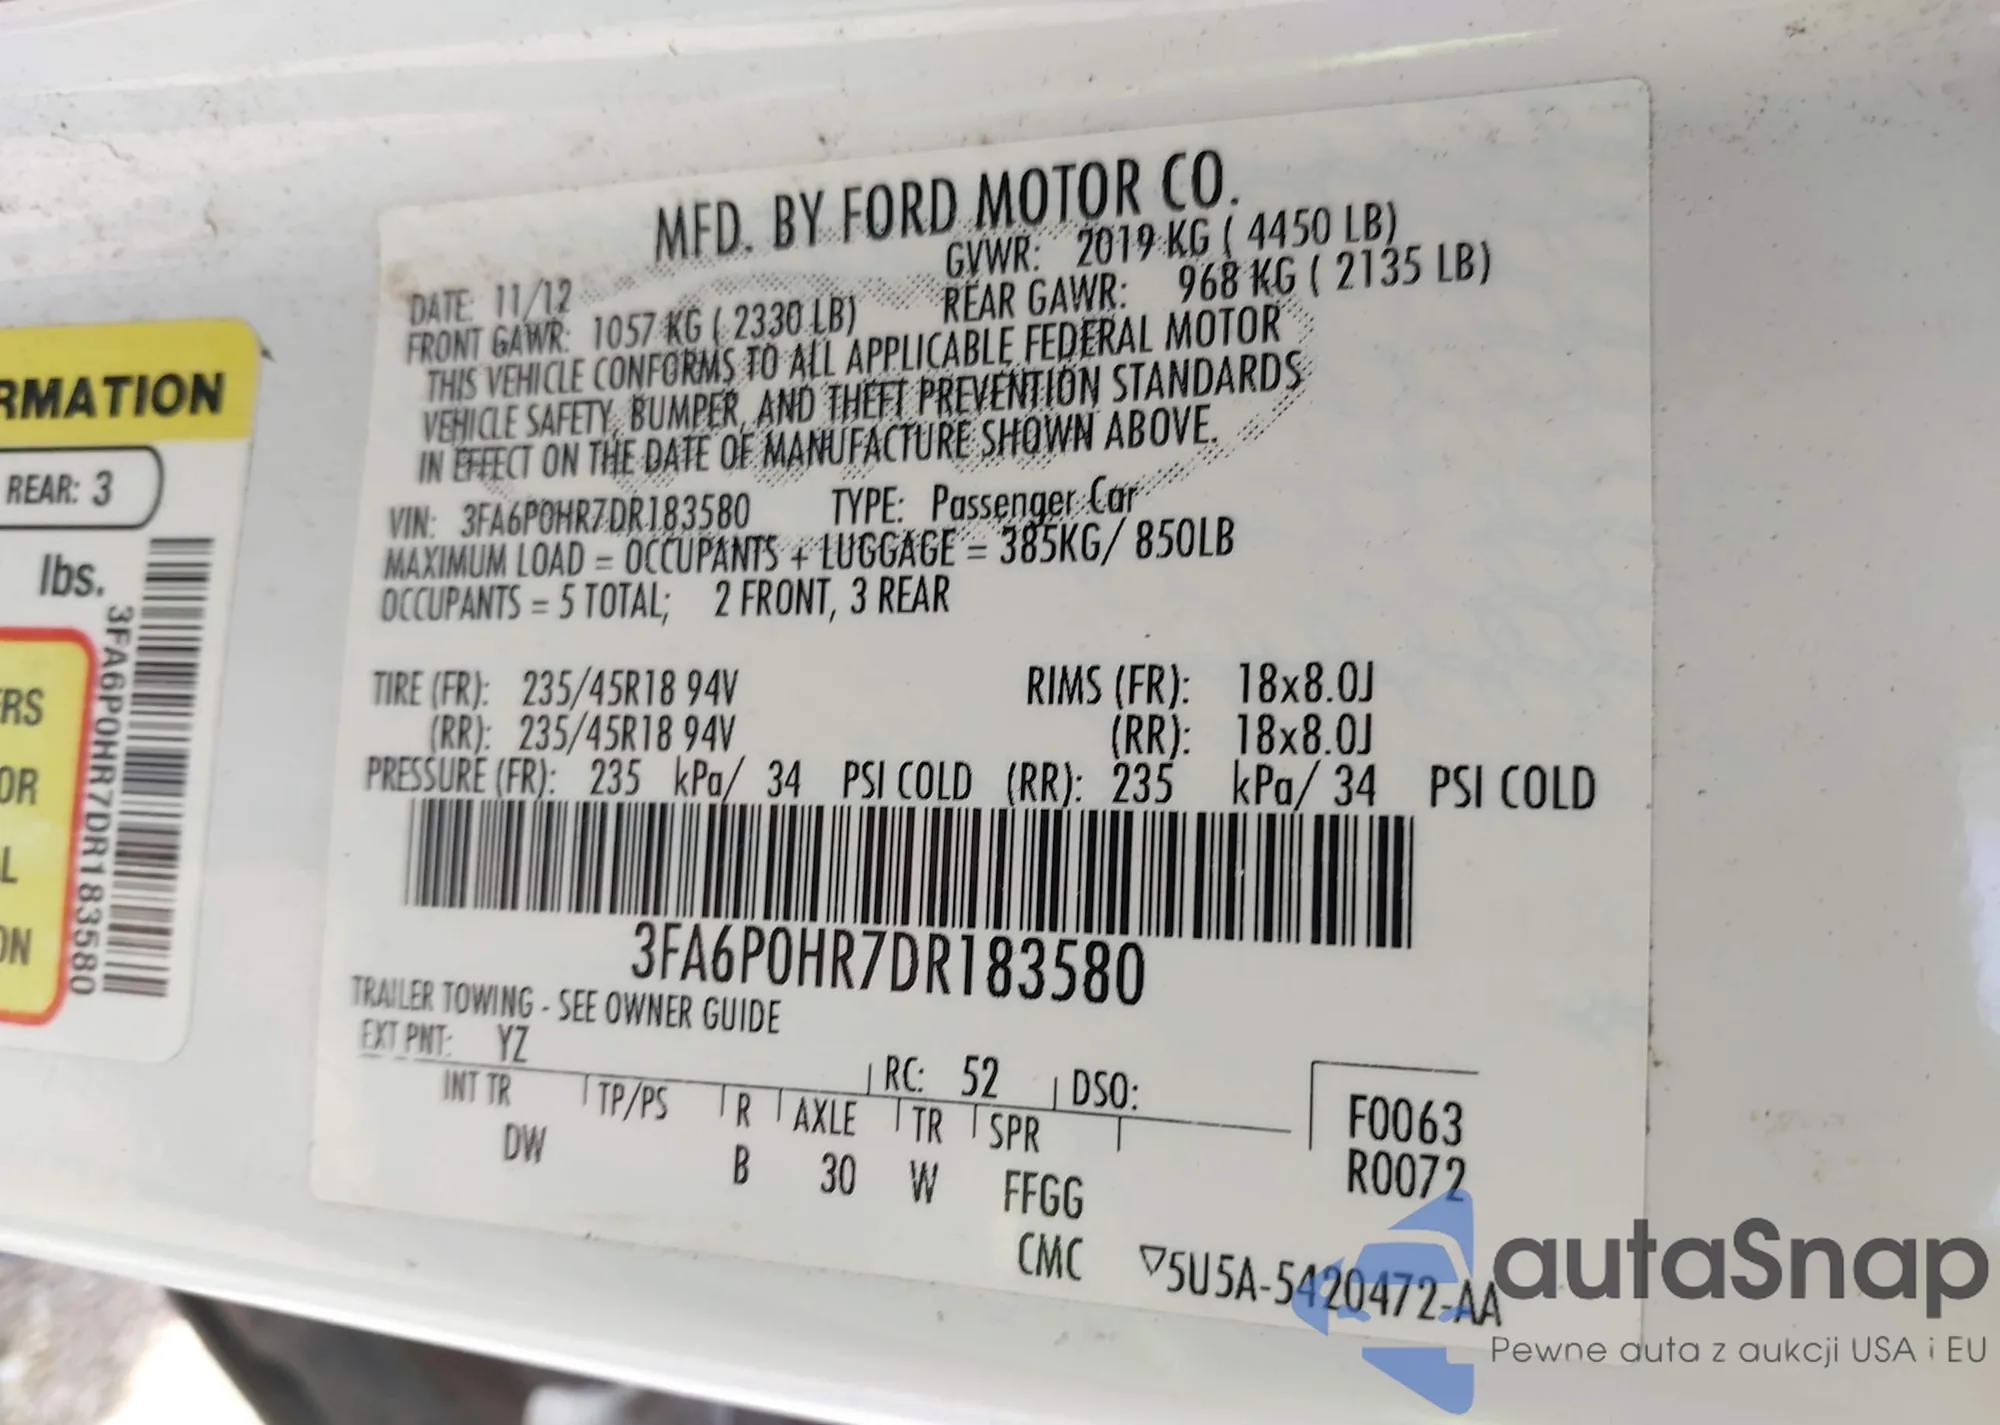 MFD. BY FORD MOTOR CO.
DATE: 11/12 GVWR: 2019 KG ( 4450 LB)
FRONT GAWR: 1057 KG ( 2330 LB) REAR GAWR: 968 KG ( 2135 LB)
THIS VEHICLE CONFORMS TO ALL APPLICABLE FEDERAL MOTOR
VEHICLE SAFETY, BUMPER, AND THEFT PREVENTION STANDARDS
IN EFFECT ON THE DATE OF MANUFACTURE SHOWN ABOVE.
VIN: 3FA6P0HR7DR183580 TYPE: Passenger Car
MAXIMUM LOAD = OCCUPANTS + LUGGAGE = 385KG/ 850LB
OCCUPANTS = 5 TOTAL; 2 FRONT, 3 REAR
TIRE (FR): 235/45R18 94V RIMS (FR): 18x8.0J
(RR): 235/45R18 94V (RR): 18x8.0J
PRESSURE (FR): 235 kPa/ 34 PSI COLD (RR): 235 kPa/ 34 PSI COLD
3FA6P0HR7DR183580
TRAILER TOWING - SEE OWNER GUIDE
EXT PNT: YZ RC: 52 DSO:
INT TR TP/PS R AXLE TR SPR F0063
DW B 30 W FFGG R0072
CMC ▽5U5A-5420472-AA
RMATION
REAR: 3
lbs.
3FA6P0HR7DR183580
ERS
OR
L
ON
autaSnap
Pewne auta z aukcji USA i EU